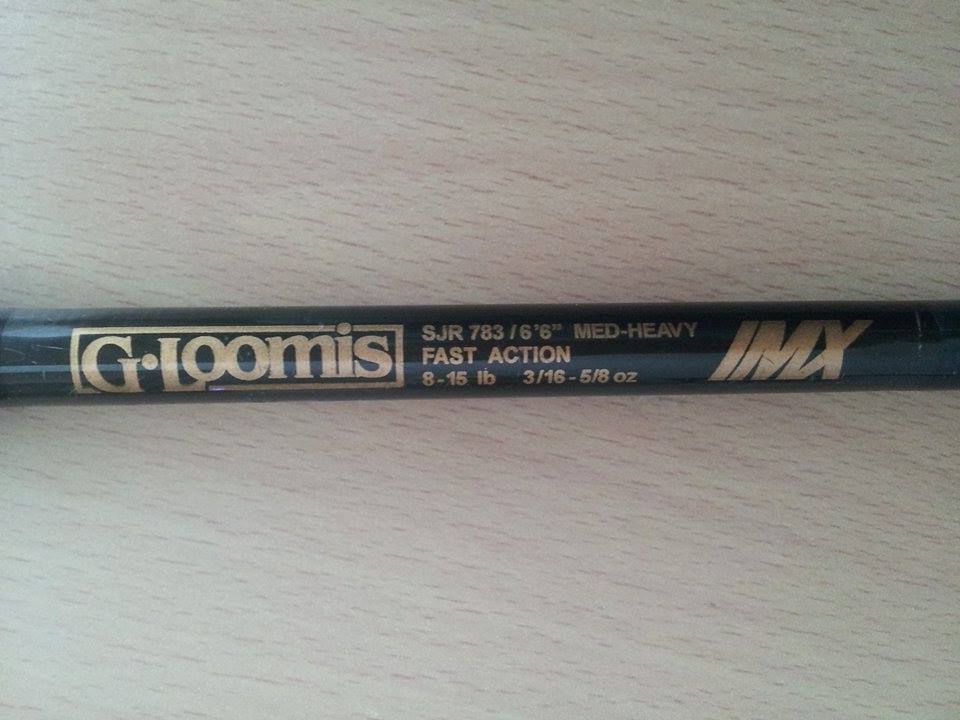 G·Loomis
SJR 783 / 6'6" MED-HEAVY
FAST ACTION
8-15 lb 3/16 - 5/8 oz
IMX